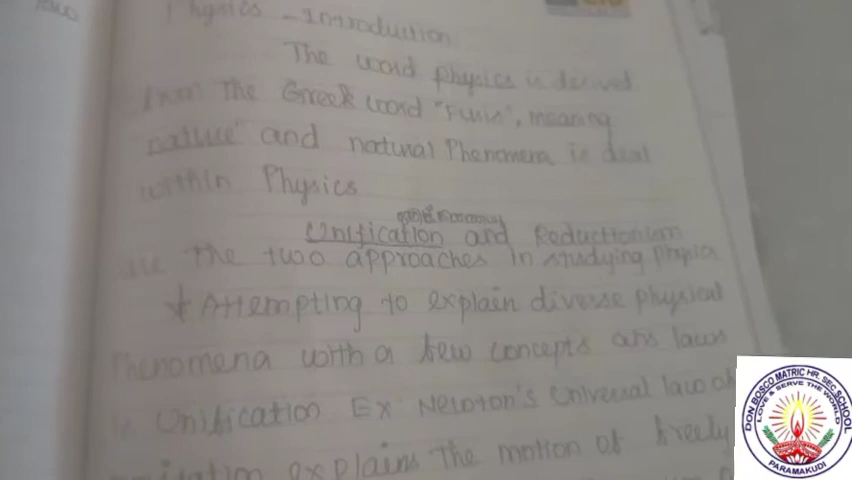 Physics - Introduction
The word physics is derived
from The Greek word "Fusis", meaning
"nature" and natural Phenomena is deal
within Physics
Unification and Reductionism
are The two approaches in studying physics
* Attempting to explain diverse physical
Phenomena with a few concepts ans laws
is Unification Ex Newton's Universal law of
explains The motion of freely
DON BOSCO MATRIC HR. SEC SCHOOL
LOVE & SERVE THE WORLD
PARAMAKUDI